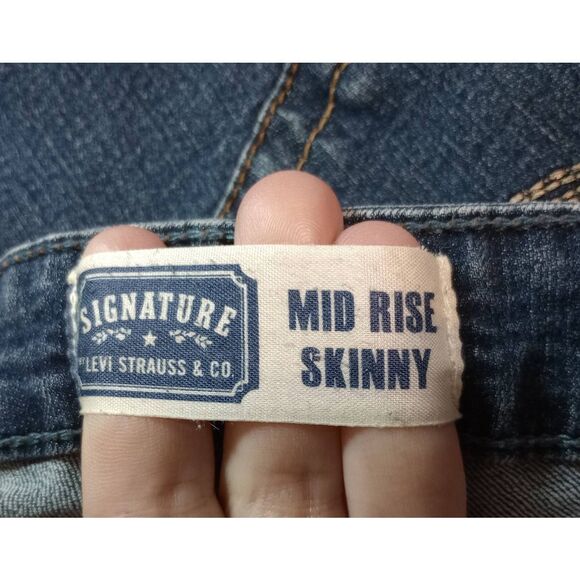 SIGNATURE
BY LEVI STRAUSS & CO
MID RISE
SKINNY